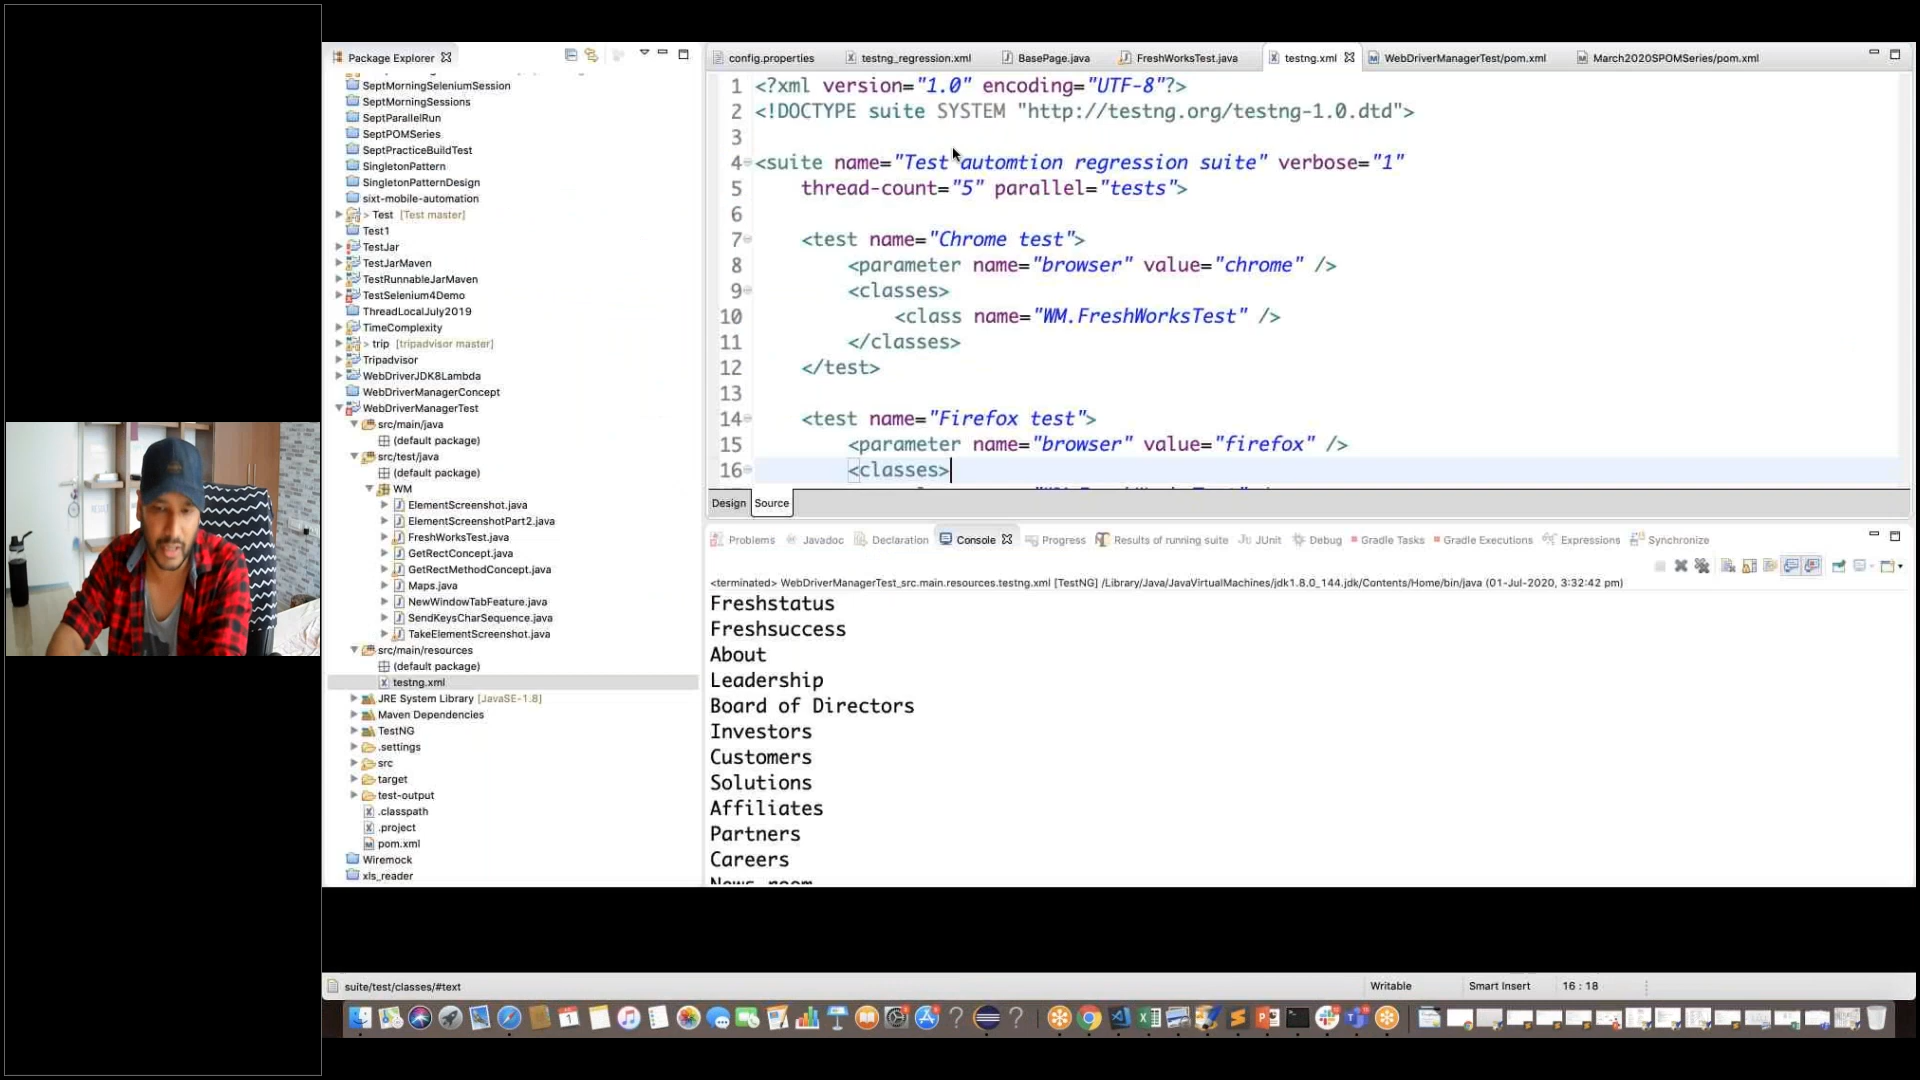 Package Explorer
SeptMorningSeleniumSession
SeptMorningSessions
SeptParallelRun
SeptPOMSeries
SeptPracticeBuildTest
SingletonPattern
SingletonPatternDesign
sixt-mobile-automation
> Test [Test master]
Test1
TestJar
TestJarMaven
TestRunnableJarMaven
TestSelenium4Demo
ThreadLocalJuly2019
TimeComplexity
> trip [tripadvisor master]
Tripadvisor
WebDriverJDK8Lambda
WebDriverManagerConcept
WebDriverManagerTest
src/main/java
(default package)
src/test/java
(default package)
WM
ElementScreenshot.java
ElementScreenshotPart2.java
FreshWorksTest.java
GetRectConcept.java
GetRectMethodConcept.java
Maps.java
NewWindowTabFeature.java
SendKeysCharSequence.java
TakeElementScreenshot.java
src/main/resources
(default package)
testng.xml
JRE System Library [JavaSE-1.8]
Maven Dependencies
TestNG
.settings
src
target
test-output
.classpath
.project
pom.xml
Wiremock
xls_reader
config.properties testng_regression.xml BasePage.java FreshWorksTest.java testng.xml WebDriverManagerTest/pom.xml March2020SPOMSeries/pom.xml
1 <?xml version="1.0" encoding="UTF-8"?>
2 <!DOCTYPE suite SYSTEM "http://testng.org/testng-1.0.dtd">
3
4 <suite name="Test automtion regression suite" verbose="1"
5 thread-count="5" parallel="tests">
6
7 <test name="Chrome test">
8 <parameter name="browser" value="chrome" />
9 <classes>
10 <class name="WM.FreshWorksTest" />
11 </classes>
12 </test>
13
14 <test name="Firefox test">
15 <parameter name="browser" value="firefox" />
16 <classes>
Design Source
Problems Javadoc Declaration Console Progress Results of running suite JUnit Debug Gradle Tasks Gradle Executions Expressions Synchronize
<terminated> WebDriverManagerTest_src.main.resources.testng.xml [TestNG] /Library/Java/JavaVirtualMachines/jdk1.8.0_144.jdk/Contents/Home/bin/java (01-Jul-2020, 3:32:42 pm)
Freshstatus
Freshsuccess
About
Leadership
Board of Directors
Investors
Customers
Solutions
Affiliates
Partners
Careers
News room
suite/test/classes/#text Writable Smart Insert 16 : 18